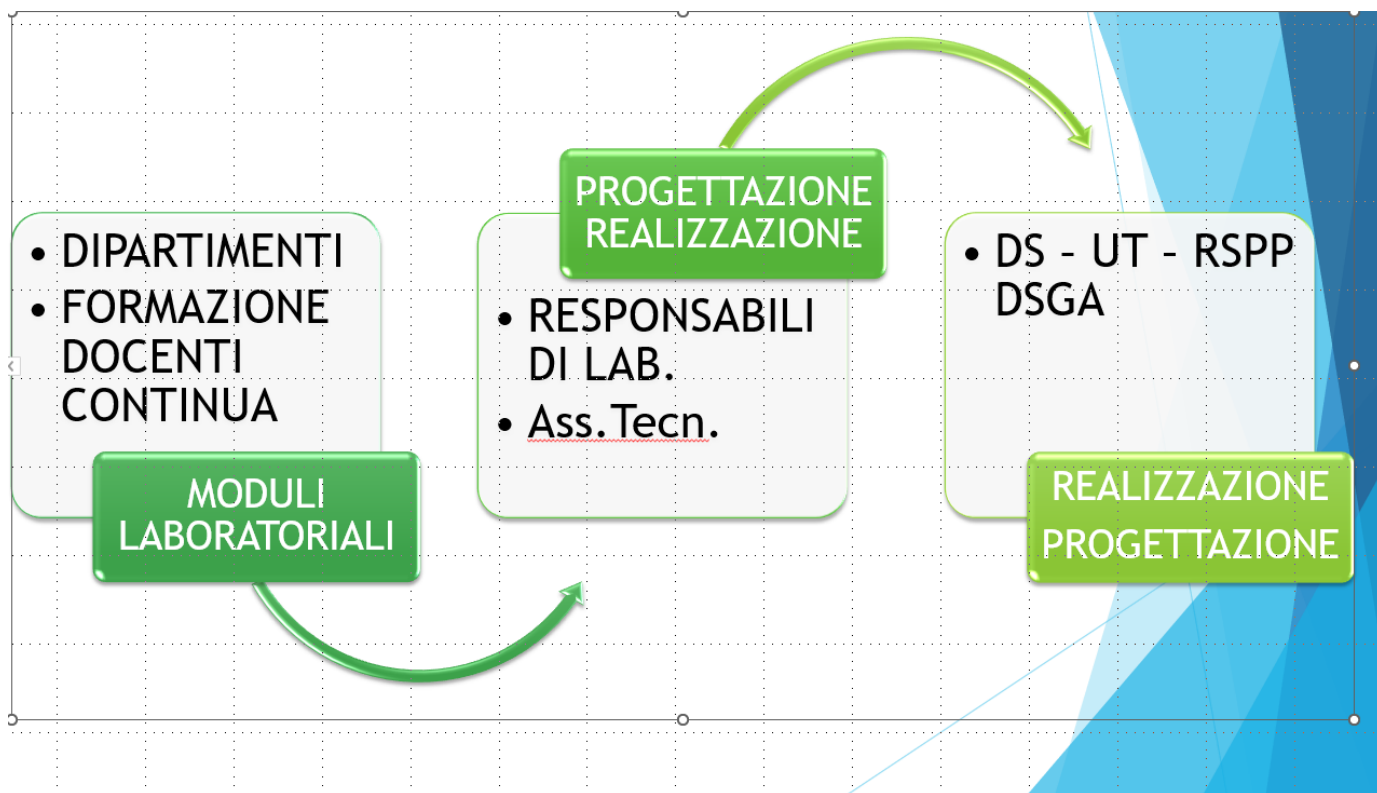 • DIPARTIMENTI
• FORMAZIONE
DOCENTI
CONTINUA
MODULI
LABORATORIALI
PROGETTAZIONE
REALIZZAZIONE
• RESPONSABILI
DI LAB.
• Ass.Tecn.
• DS – UT – RSPP
DSGA
REALIZZAZIONE
PROGETTAZIONE